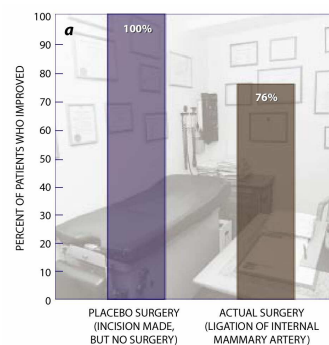 PERCENT OF PATIENTS WHO IMPROVED
100
90
80
70
60
50
40
30
20
10
0
a
100%
76%
PLACEBO SURGERY
(INCISION MADE,
BUT NO SURGERY)
ACTUAL SURGERY
(LIGATION OF INTERNAL
MAMMARY ARTERY)